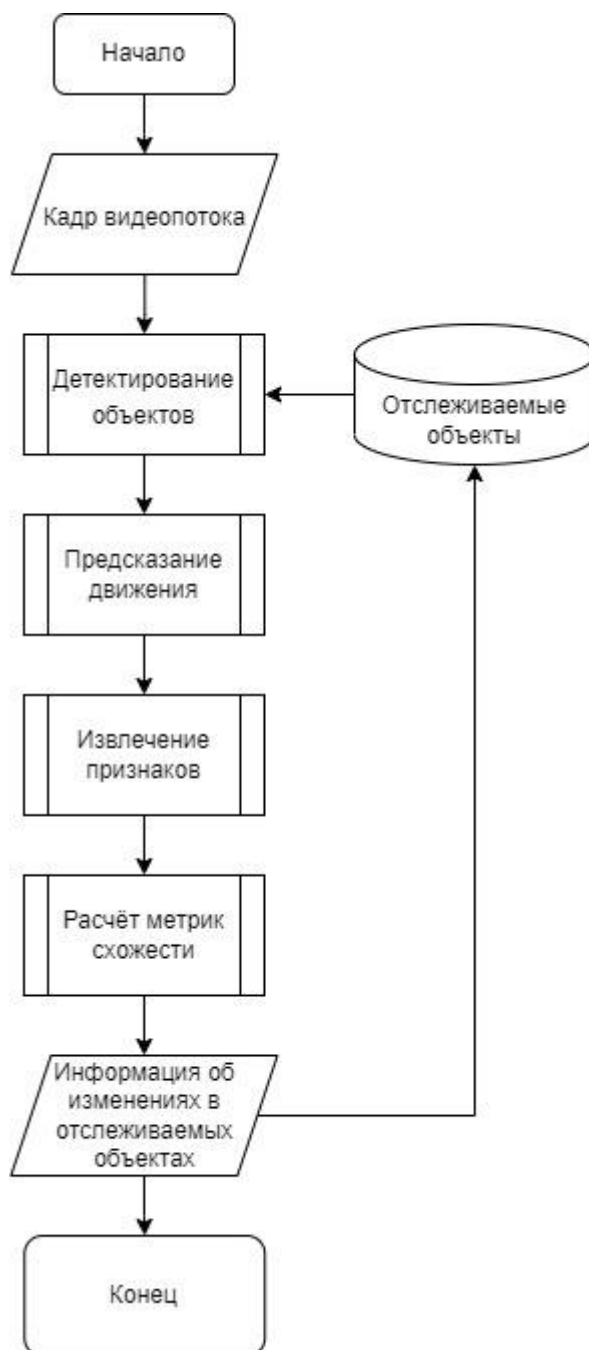 Начало
Кадр видеопотока
Детектирование
объектов
Отслеживаемые
объекты
Предсказание
движения
Извлечение
признаков
Расчёт метрик
схожести
Информация об
изменениях в
отслеживаемых
объектах
Конец